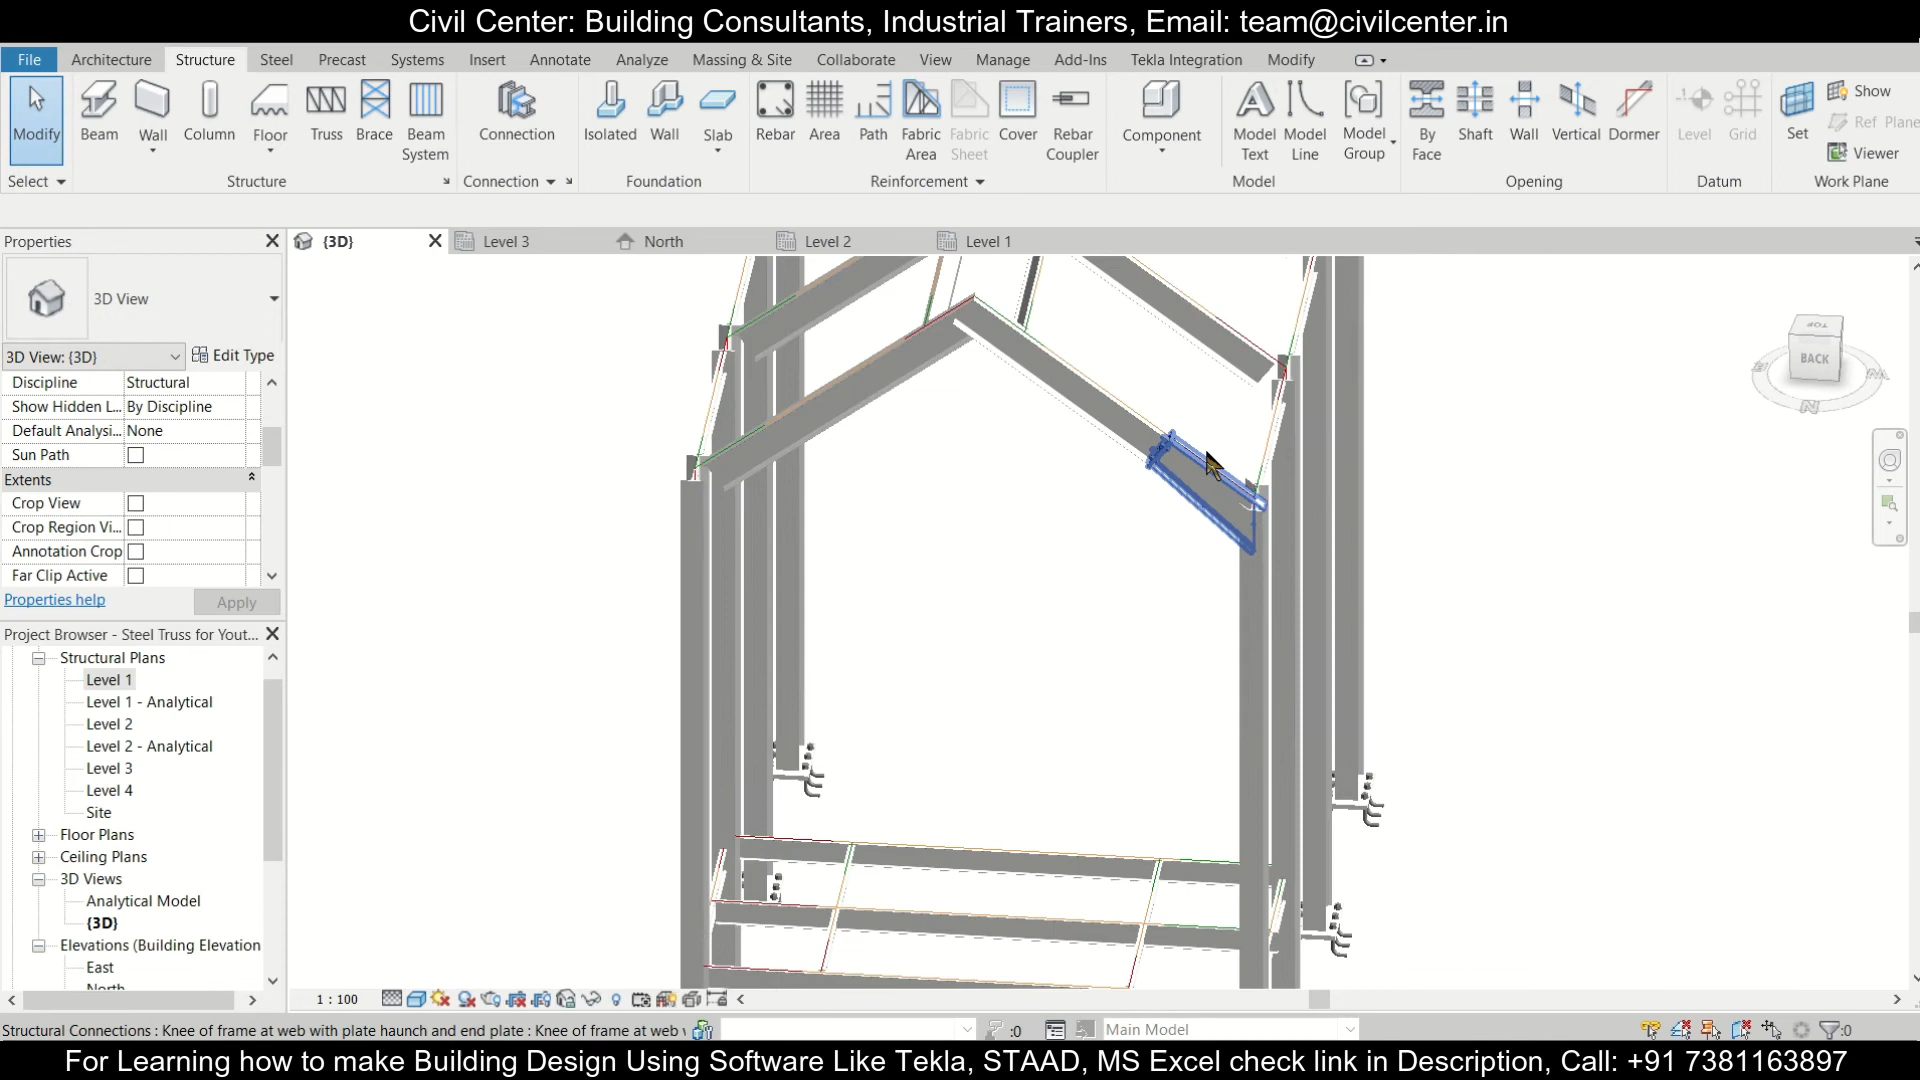 Civil Center: Building Consultants, Industrial Trainers, Email: team@civilcenter.in
File Architecture Structure Steel Precast Systems Insert Annotate Analyze Massing & Site Collaborate View Manage Add-Ins Tekla Integration Modify
Modify Beam Wall Column Floor Truss Brace Beam System Connection Isolated Wall Slab Rebar Area Path Fabric Area Fabric Sheet Cover Rebar Coupler Component Model Text Model Line Model Group By Face Shaft Wall Vertical Dormer Level Grid Set Show
Ref Plane
Viewer
Select Structure Connection Foundation Reinforcement Model Opening Datum Work Plane
Properties
{3D} Level 3 North Level 2 Level 1
3D View
3D View: {3D} Edit Type
Discipline Structural
Show Hidden L... By Discipline
Default Analysi... None
Sun Path
Extents
Crop View
Crop Region Vi...
Annotation Crop
Far Clip Active
Properties help Apply
TOP
BACK
Project Browser - Steel Truss for Yout...
Structural Plans
Level 1
Level 1 - Analytical
Level 2
Level 2 - Analytical
Level 3
Level 4
Site
Floor Plans
Ceiling Plans
3D Views
Analytical Model
{3D}
Elevations (Building Elevation
East
North
1 : 100
Structural Connections : Knee of frame at web with plate haunch and end plate : Knee of frame at web :0 Main Model :0
For Learning how to make Building Design Using Software Like Tekla, STAAD, MS Excel check link in Description, Call: +91 7381163897